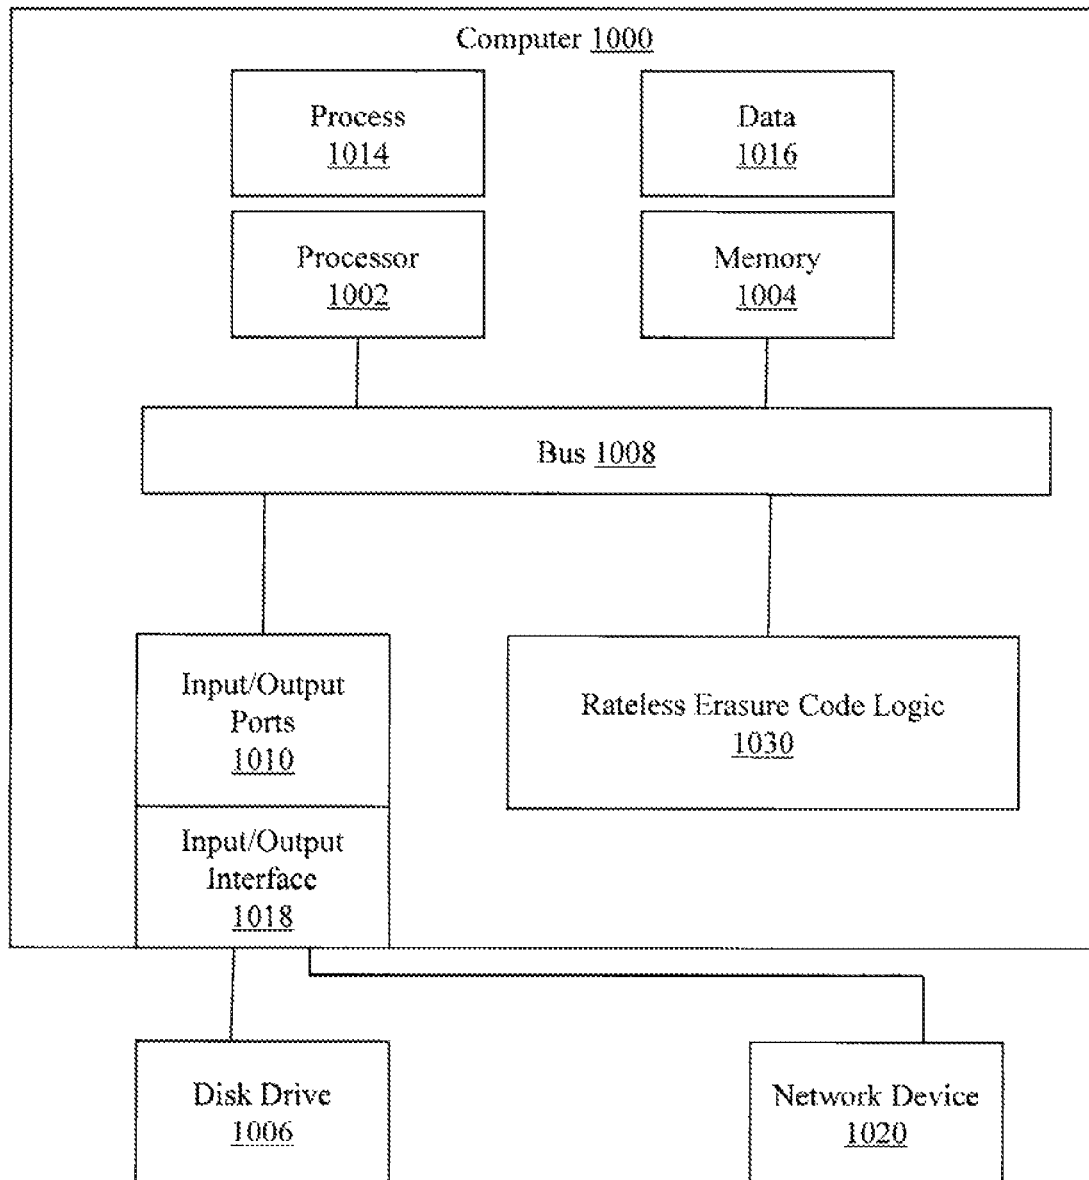 Computer 1000
Process
1014
Data
1016
Processor
1002
Memory
1004
Bus 1008
Input/Output
Ports
1010
Rateless Erasure Code Logic
1030
Input/Output
Interface
1018
Disk Drive
1006
Network Device
1020